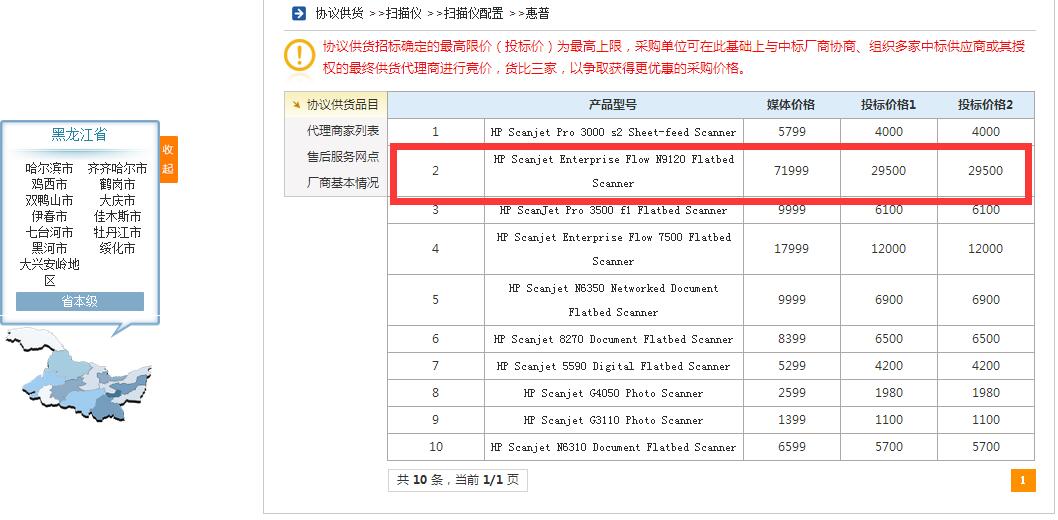 协议供货 >>扫描仪 >>扫描仪配置 >>惠普
协议供货招标确定的最高限价（投标价）为最高上限，采购单位可在此基础上与中标厂商协商、组织多家中标供应商或其授
权的最终供货代理商进行竞价，货比三家，以争取获得更优惠的采购价格。
黑龙江省
收起
哈尔滨市 齐齐哈尔市
鸡西市 鹤岗市
双鸭山市 大庆市
伊春市 佳木斯市
七台河市 牡丹江市
黑河市 绥化市
大兴安岭地
区
省本级
协议供货品目
代理商家列表
售后服务网点
厂商基本情况
产品型号 媒体价格 投标价格1 投标价格2
1 HP Scanjet Pro 3000 s2 Sheet-feed Scanner 5799 4000 4000
2 HP Scanjet Enterprise Flow N9120 Flatbed Scanner 71999 29500 29500
3 HP ScanJet Pro 3500 f1 Flatbed Scanner 9999 6100 6100
4 HP Scanjet Enterprise Flow 7500 Flatbed Scanner 17999 12000 12000
5 HP Scanjet N6350 Networked Document Flatbed Scanner 9999 6900 6900
6 HP Scanjet 8270 Document Flatbed Scanner 8399 6500 6500
7 HP Scanjet 5590 Digital Flatbed Scanner 5299 4200 4200
8 HP Scanjet G4050 Photo Scanner 2599 1980 1980
9 HP Scanjet G3110 Photo Scanner 1399 1100 1100
10 HP Scanjet N6310 Document Flatbed Scanner 6599 5700 5700
共 10 条，当前 1/1 页
1